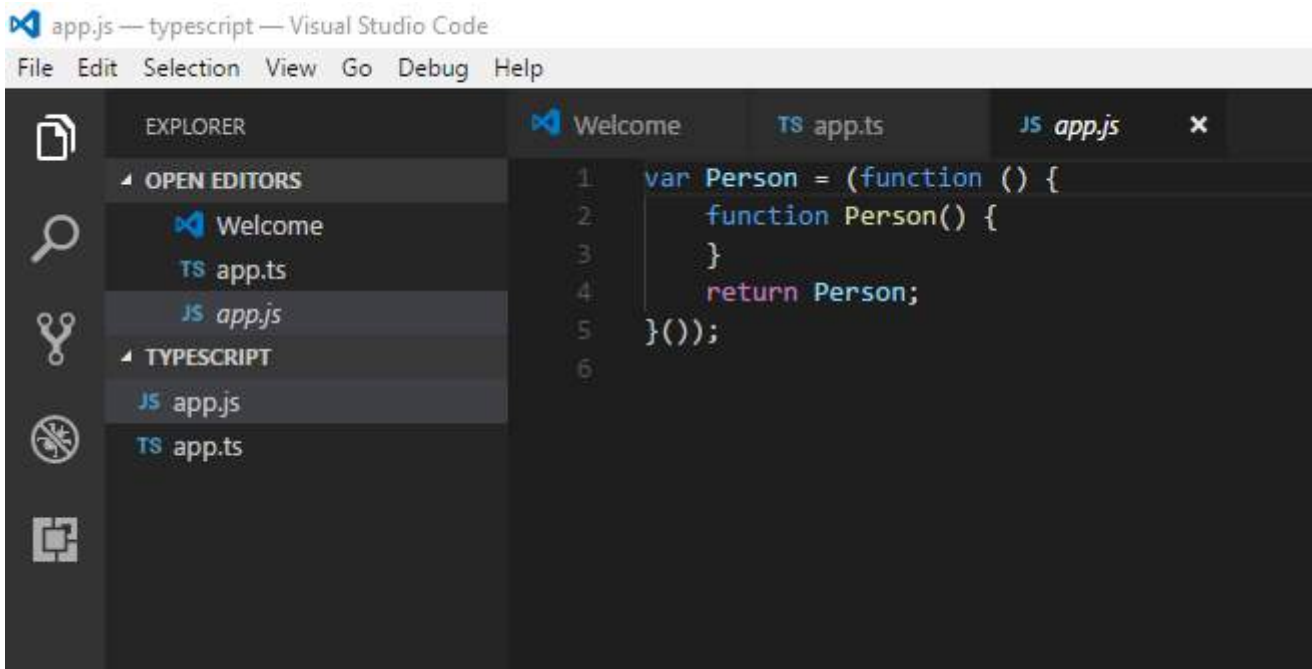 app.js — typescript — Visual Studio Code
File Edit Selection View Go Debug Help
EXPLORER
OPEN EDITORS
Welcome
TS app.ts
JS app.js
TYPESCRIPT
JS app.js
TS app.ts
Welcome TS app.ts JS app.js ×
1 var Person = (function () {
2     function Person() {
3     }
4     return Person;
5 }());
6